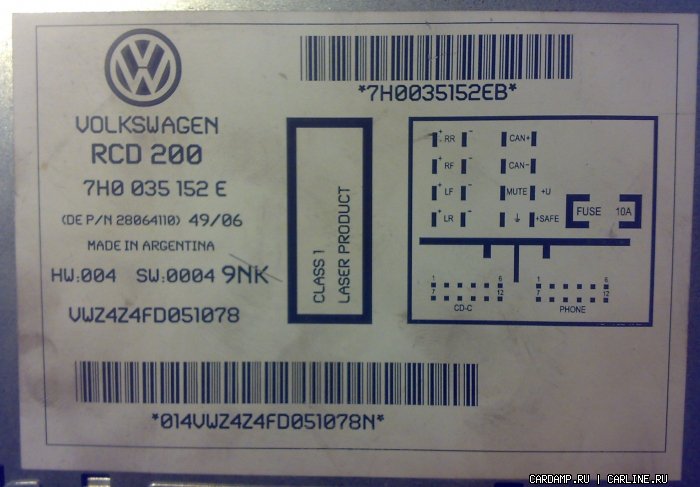 VOLKSWAGEN
RCD 200
7H0 035 152 E
(DE P/N 28064110) 49/06
MADE IN ARGENTINA
HW:004 SW:0004 9NK
VWZ4Z4FD051078
*7H0035152EB*
CLASS 1
LASER PRODUCT
+ RR - CAN+
+ RF - CAN-
+ LF - MUTE +U
+ LR - +SAFE
FUSE 10A
1 6
7 12
CD-C
1 6
7 12
PHONE
*014VWZ4Z4FD051078N*
CARDAMP.RU | CARLINE.RU